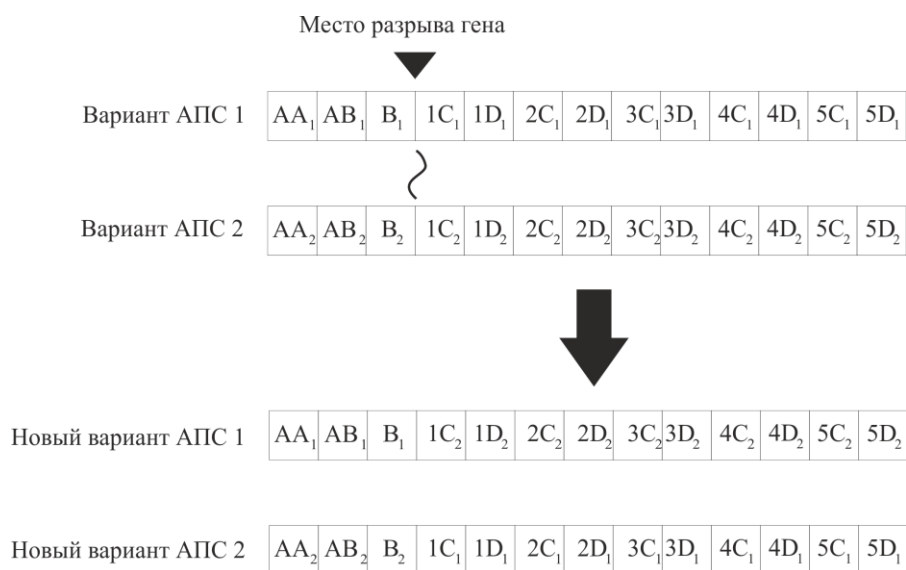 Место разрыва гена
Вариант АПС 1 AA₁ AB₁ B₁ 1C₁ 1D₁ 2C₁ 2D₁ 3C₁ 3D₁ 4C₁ 4D₁ 5C₁ 5D₁
Вариант АПС 2 AA₂ AB₂ B₂ 1C₂ 1D₂ 2C₂ 2D₂ 3C₂ 3D₂ 4C₂ 4D₂ 5C₂ 5D₂
Новый вариант АПС 1 AA₁ AB₁ B₁ 1C₂ 1D₂ 2C₂ 2D₂ 3C₂ 3D₂ 4C₂ 4D₂ 5C₂ 5D₂
Новый вариант АПС 2 AA₂ AB₂ B₂ 1C₁ 1D₁ 2C₁ 2D₁ 3C₁ 3D₁ 4C₁ 4D₁ 5C₁ 5D₁